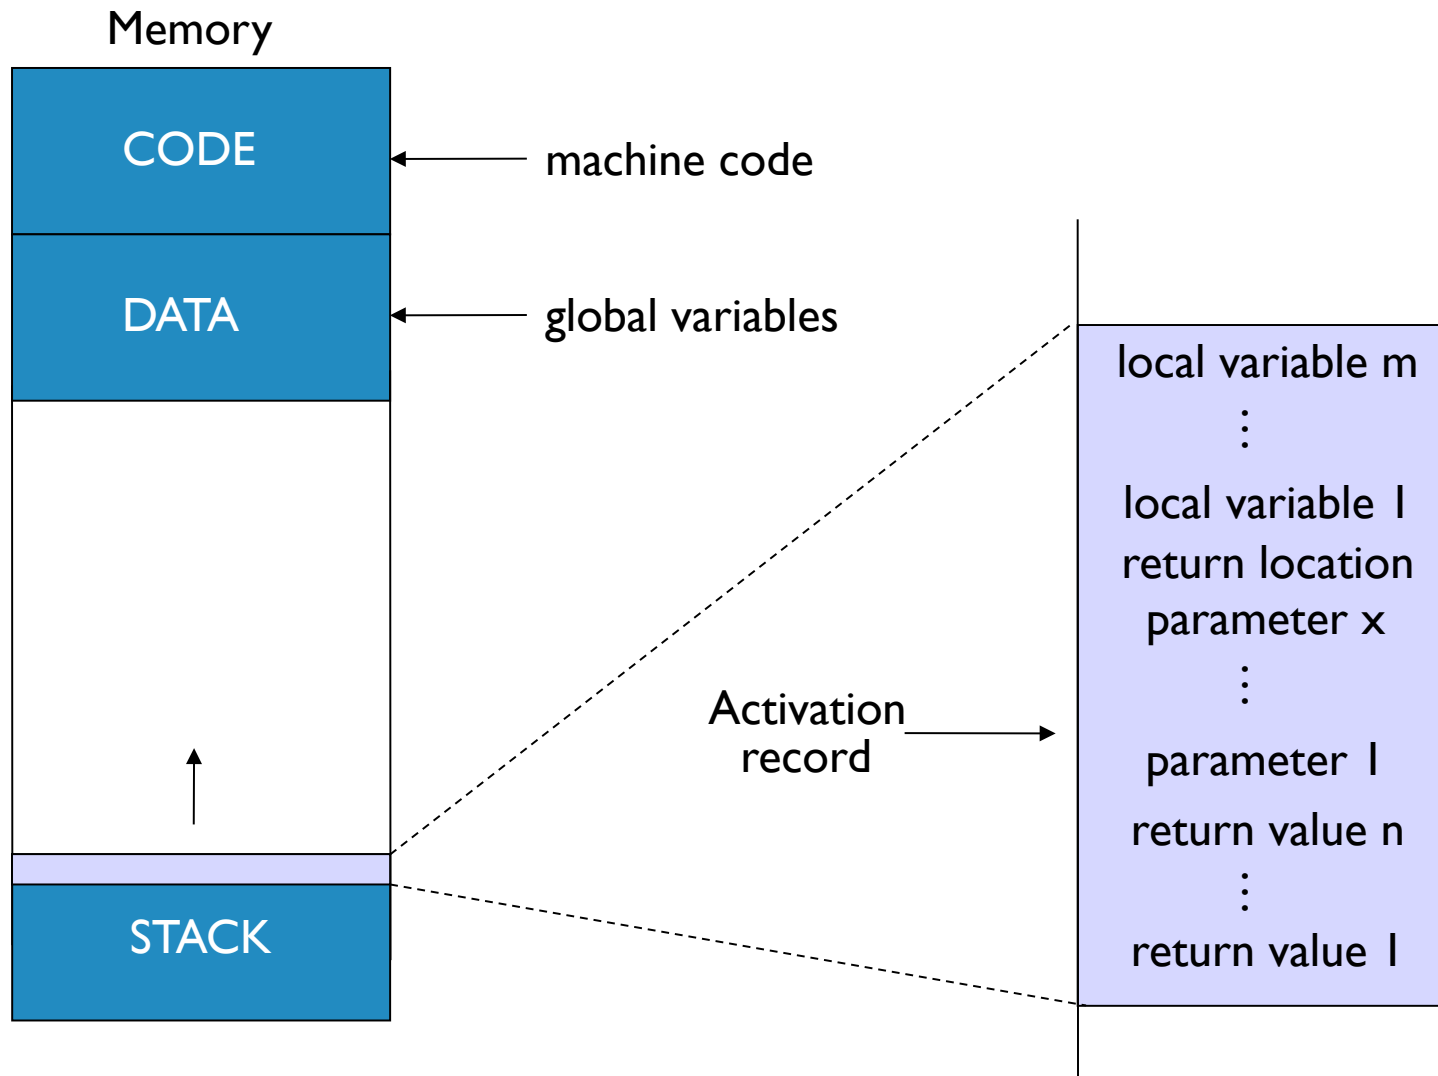 Memory
CODE
machine code
DATA
global variables
local variable m
⋮
local variable 1
return location
parameter x
⋮
Activation
record
parameter 1
return value n
⋮
STACK
return value 1